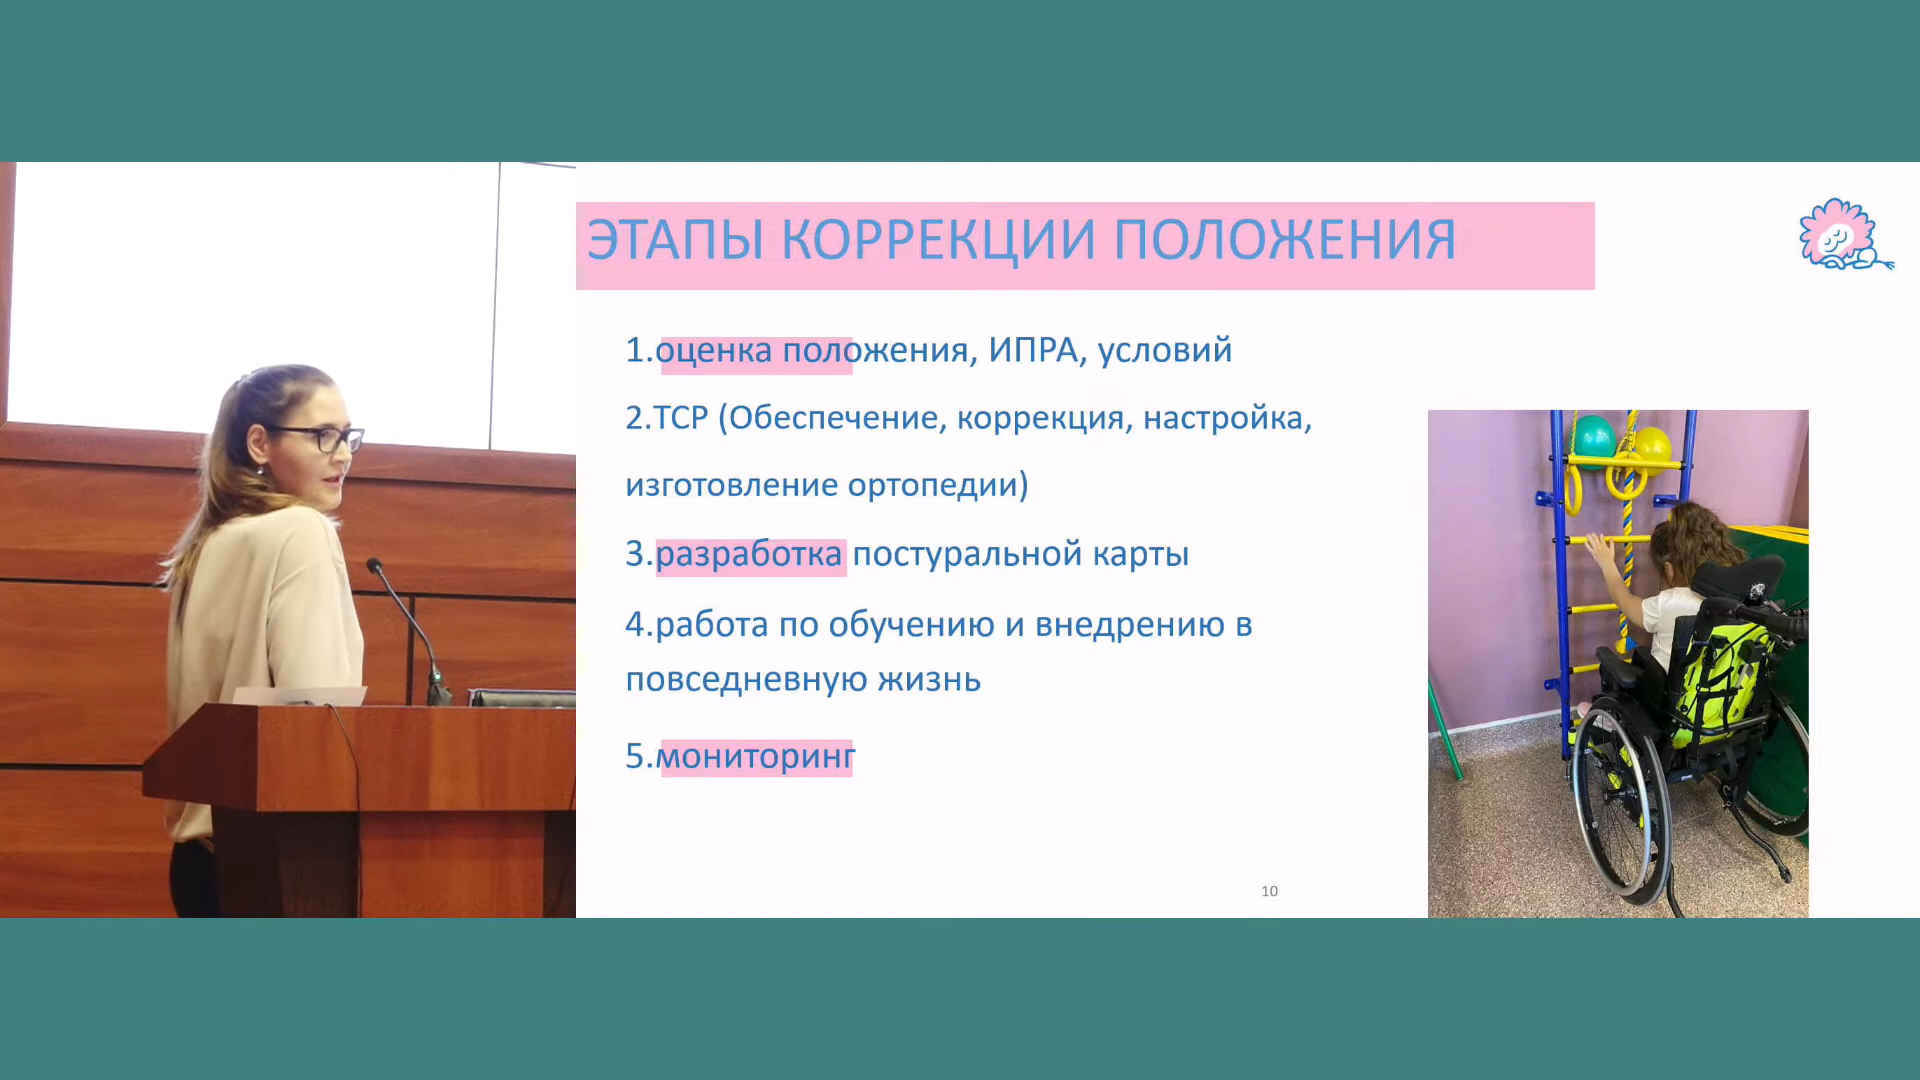 ЭТАПЫ КОРРЕКЦИИ ПОЛОЖЕНИЯ
1.оценка положения, ИПРА, условий
2.ТСР (Обеспечение, коррекция, настройка,
изготовление ортопедии)
3.разработка постуральной карты
4.работа по обучению и внедрению в
повседневную жизнь
5.мониторинг
10